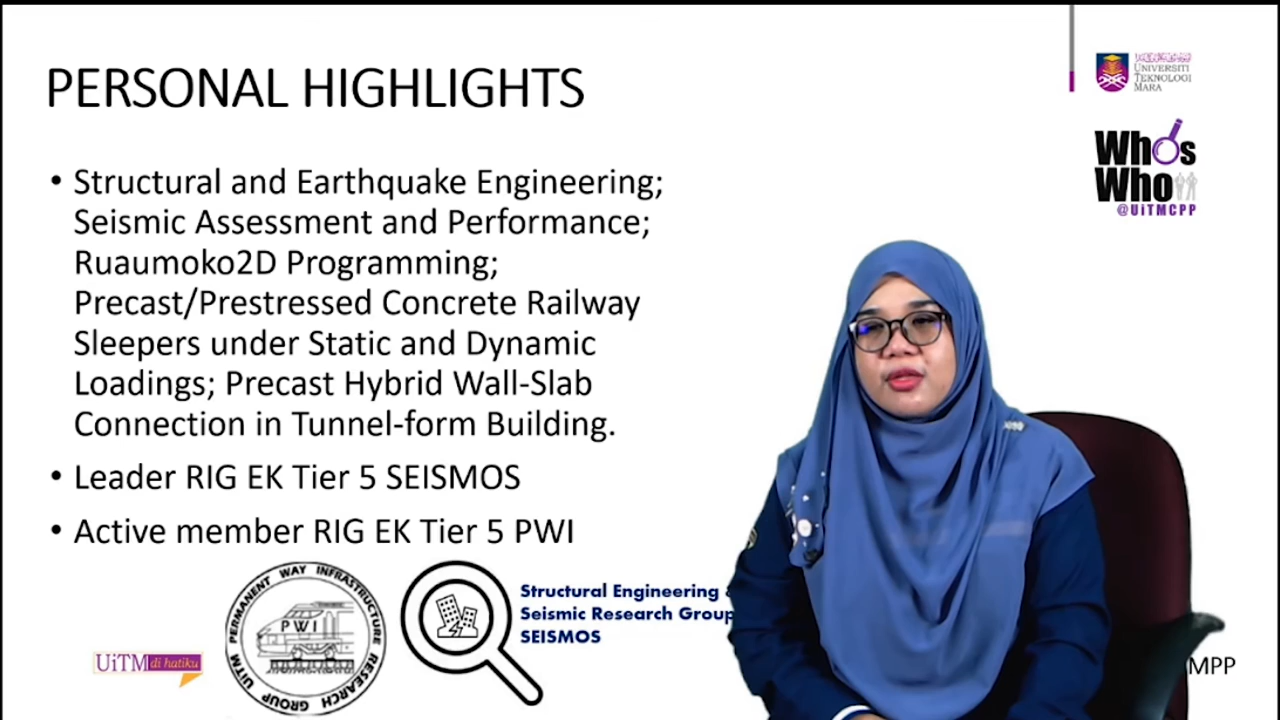 PERSONAL HIGHLIGHTS
UNIVERSITI
TEKNOLOGI
MARA
Who's
Who
@UiTMCPP
• Structural and Earthquake Engineering;
Seismic Assessment and Performance;
Ruaumoko2D Programming;
Precast/Prestressed Concrete Railway
Sleepers under Static and Dynamic
Loadings; Precast Hybrid Wall-Slab
Connection in Tunnel-form Building.
• Leader RIG EK Tier 5 SEISMOS
• Active member RIG EK Tier 5 PWI
PERMANENT WAY INFRASTRUCTURE RESEARCH GROUP UITM
PWI
Structural Engineering
Seismic Research Group
SEISMOS
UiTM di hatiku
MPP